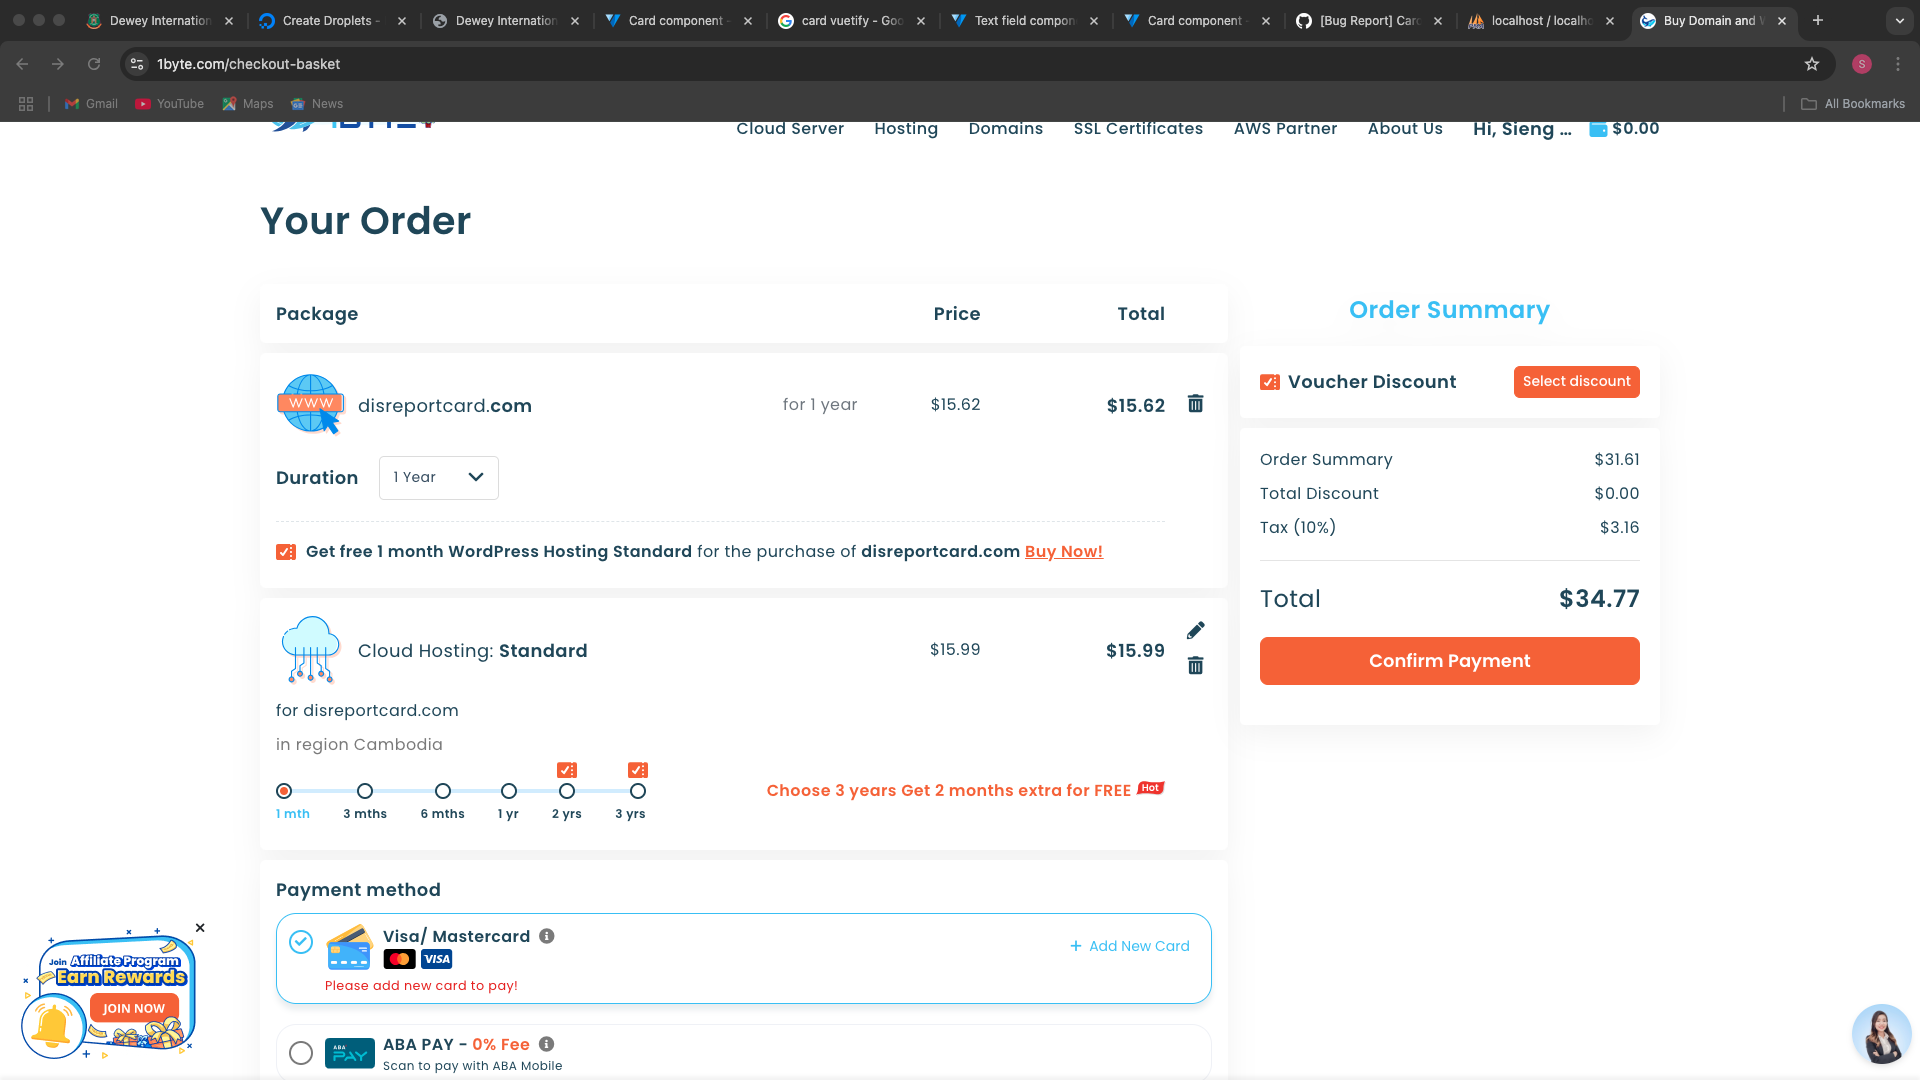 Dewey Internation
Create Droplets -
Dewey Internation
Card component -
card vuetify - Goo
Text field compon
Card component -
[Bug Report] Card
localhost / localho
Buy Domain and W
1byte.com/checkout-basket
S
Gmail
YouTube
Maps
News
All Bookmarks
Cloud Server
Hosting
Domains
SSL Certificates
AWS Partner
About Us
Hi, Sieng ...
$0.00
Your Order
Package Price Total
WWW
disreportcard.com for 1 year $15.62 $15.62
Duration 1 Year
Get free 1 month WordPress Hosting Standard for the purchase of disreportcard.com Buy Now!
Cloud Hosting: Standard $15.99 $15.99
for disreportcard.com
in region Cambodia
Choose 3 years Get 2 months extra for FREE Hot
1 mth 3 mths 6 mths 1 yr 2 yrs 3 yrs
Payment method
Visa/ Mastercard
VISA
+ Add New Card
Please add new card to pay!
ABA PAY - 0% Fee
ABA PAY
Scan to pay with ABA Mobile
Order Summary
Voucher Discount Select discount
Order Summary $31.61
Total Discount $0.00
Tax (10%) $3.16
Total $34.77
Confirm Payment
Join Affiliate Program
Earn Rewards
JOIN NOW